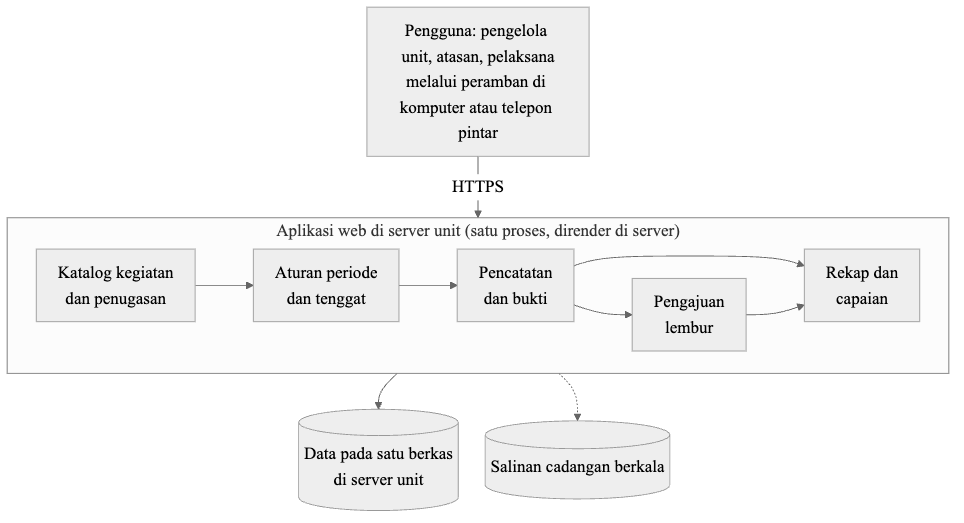 Pengguna: pengelola
unit, atasan, pelaksana
melalui peramban di
komputer atau telepon
pintar
HTTPS
Aplikasi web di server unit (satu proses, dirender di server)
Katalog kegiatan
dan penugasan
Aturan periode
dan tenggat
Pencatatan
dan bukti
Pengajuan
lembur
Rekap dan
capaian
Data pada satu berkas
di server unit
Salinan cadangan berkala